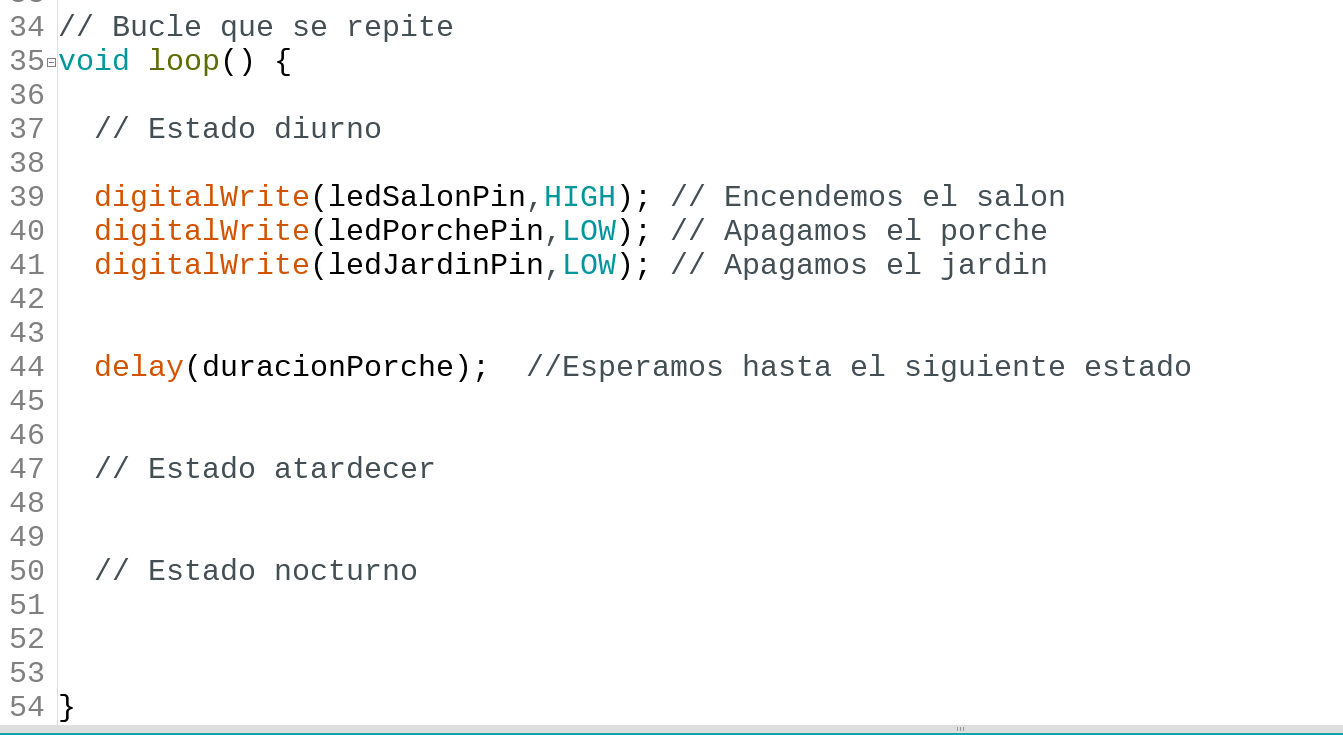 34 // Bucle que se repite
35 void loop() {
36
37   // Estado diurno
38
39   digitalWrite(ledSalonPin,HIGH); // Encendemos el salon
40   digitalWrite(ledPorchePin,LOW); // Apagamos el porche
41   digitalWrite(ledJardinPin,LOW); // Apagamos el jardin
42
43
44   delay(duracionPorche);  //Esperamos hasta el siguiente estado
45
46
47   // Estado atardecer
48
49
50   // Estado nocturno
51
52
53
54 }